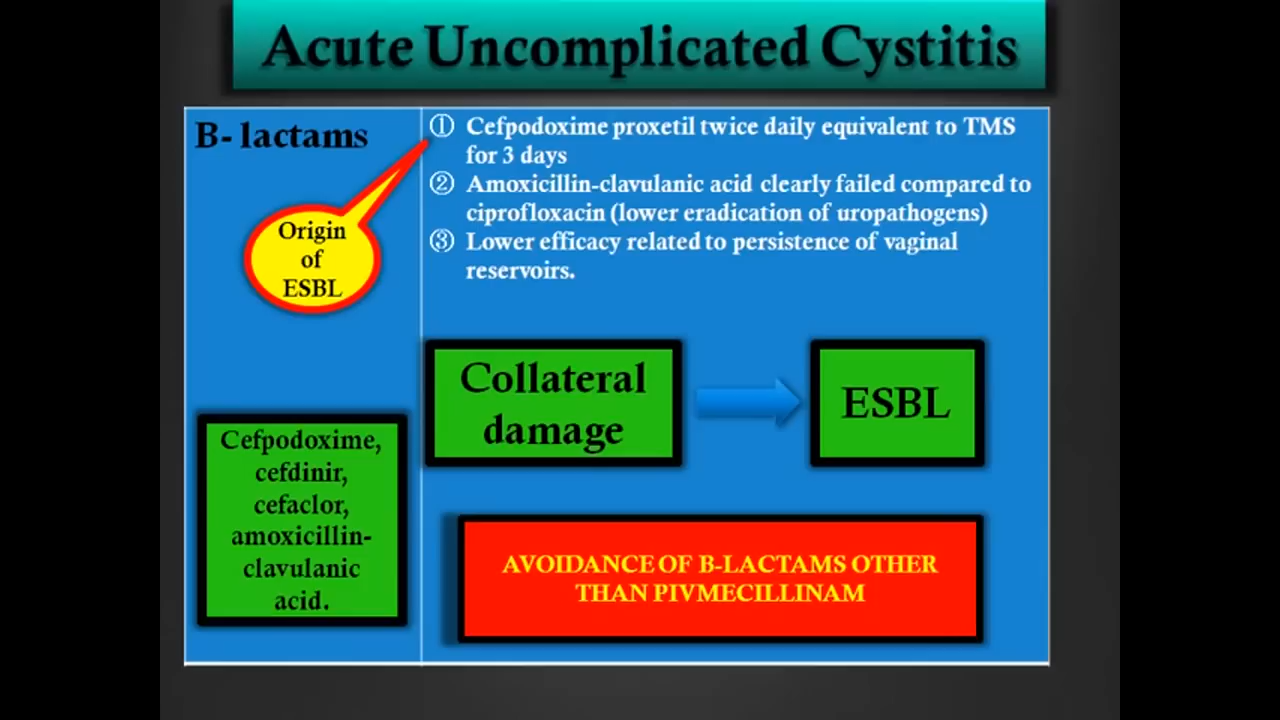 Acute Uncomplicated Cystitis
B- lactams
Origin
of
ESBL
① Cefpodoxime proxetil twice daily equivalent to TMS
for 3 days
② Amoxicillin-clavulanic acid clearly failed compared to
ciprofloxacin (lower eradication of uropathogens)
③ Lower efficacy related to persistence of vaginal
reservoirs.
Collateral
damage
ESBL
Cefpodoxime,
cefdinir,
cefaclor,
amoxicillin-
clavulanic
acid.
AVOIDANCE OF B-LACTAMS OTHER
THAN PIVMECILLINAM